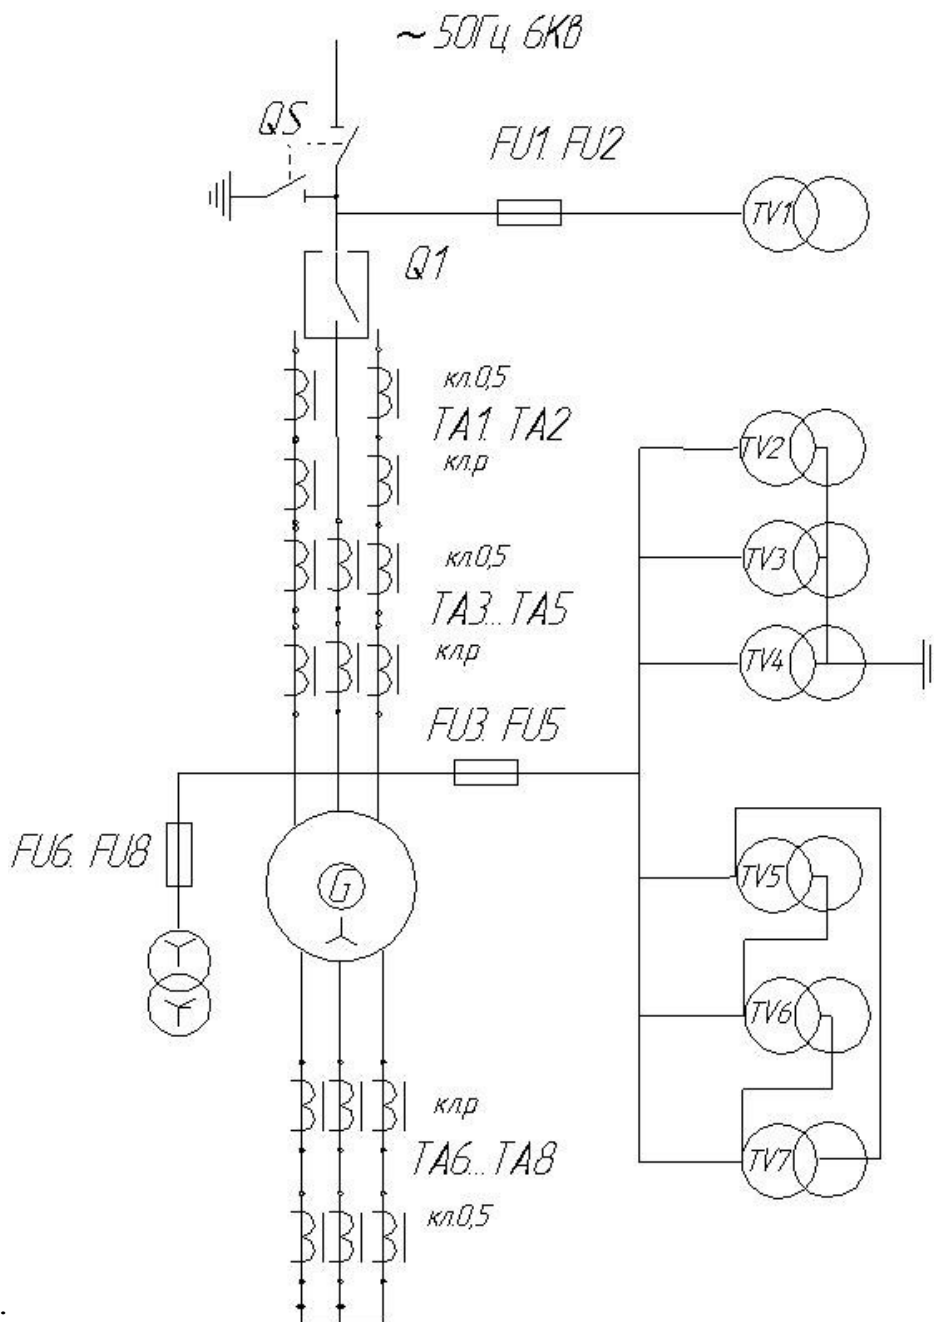 ~ 50Гц 6Кв
QS
FU1. FU2
TV1
Q1
кл.0,5
TA1. TA2
кл.р
TV2
кл.0,5
TV3
TA3...TA5
кл.р
TV4
FU3. FU5
FU6. FU8
G
TV5
TV6
кл.р
TA6...TA8
TV7
кл.0,5